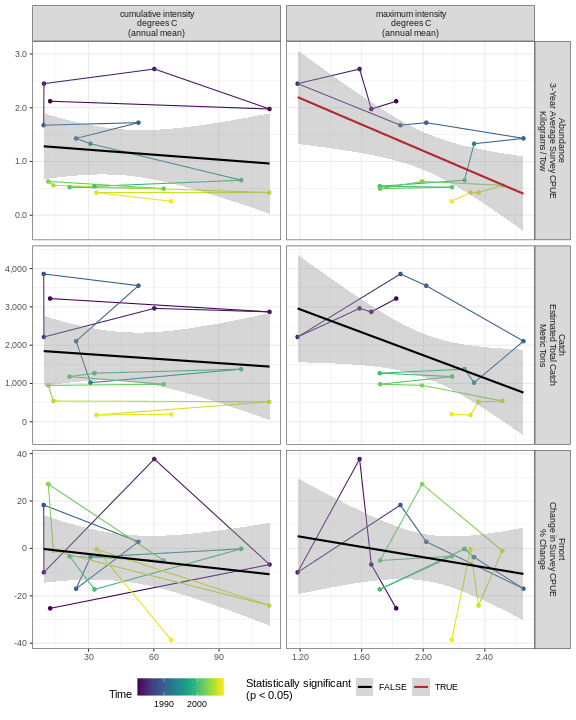 cumulative intensity
degrees C
(annual mean)
maximum intensity
degrees C
(annual mean)
3.0
2.0
1.0
0.0
Abundance
3-Year Average Survey CPUE
Kilograms / Tow
4,000
3,000
2,000
1,000
0
Catch
Estimated Total Catch
Metric Tons
40
20
0
-20
-40
Fmort
Change in Survey CPUE
% Change
30 60 90
1.20 1.60 2.00 2.40
Time
1990 2000
Statistically significant
(p < 0.05)
FALSE TRUE